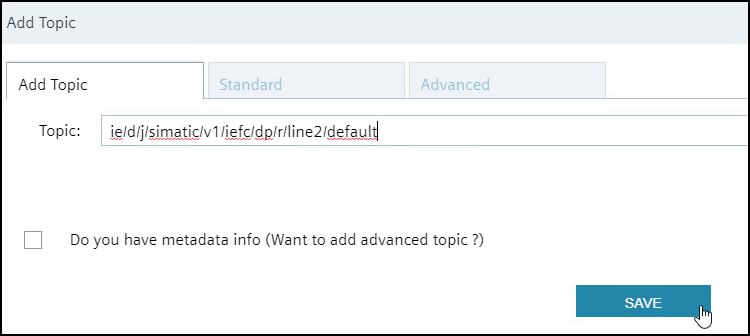 Add Topic
Add Topic Standard Advanced
Topic: ie/d/j/simatic/v1/iefc/dp/r/line2/default
Do you have metadata info (Want to add advanced topic ?)
SAVE